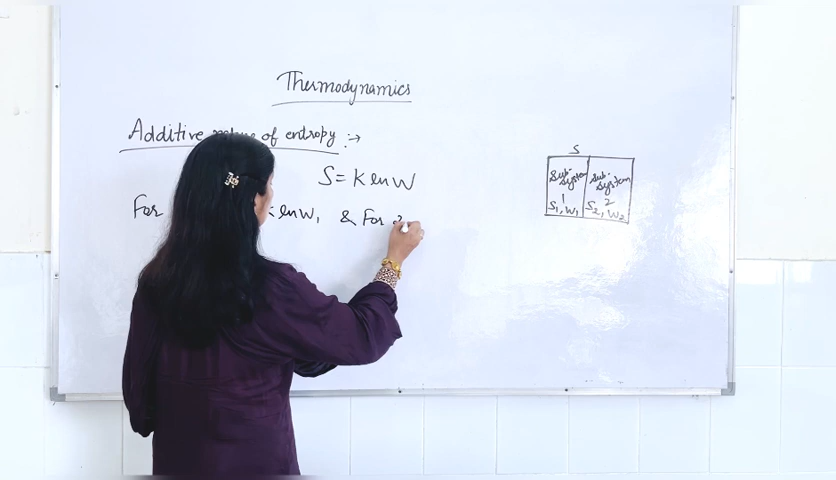 Thermodynamics
Additive of entropy :→
S = K ln W
For ln W₁ & For
S
Sub-
System
1
S₁, W₁
Sub-
System
2
S₂, W₂